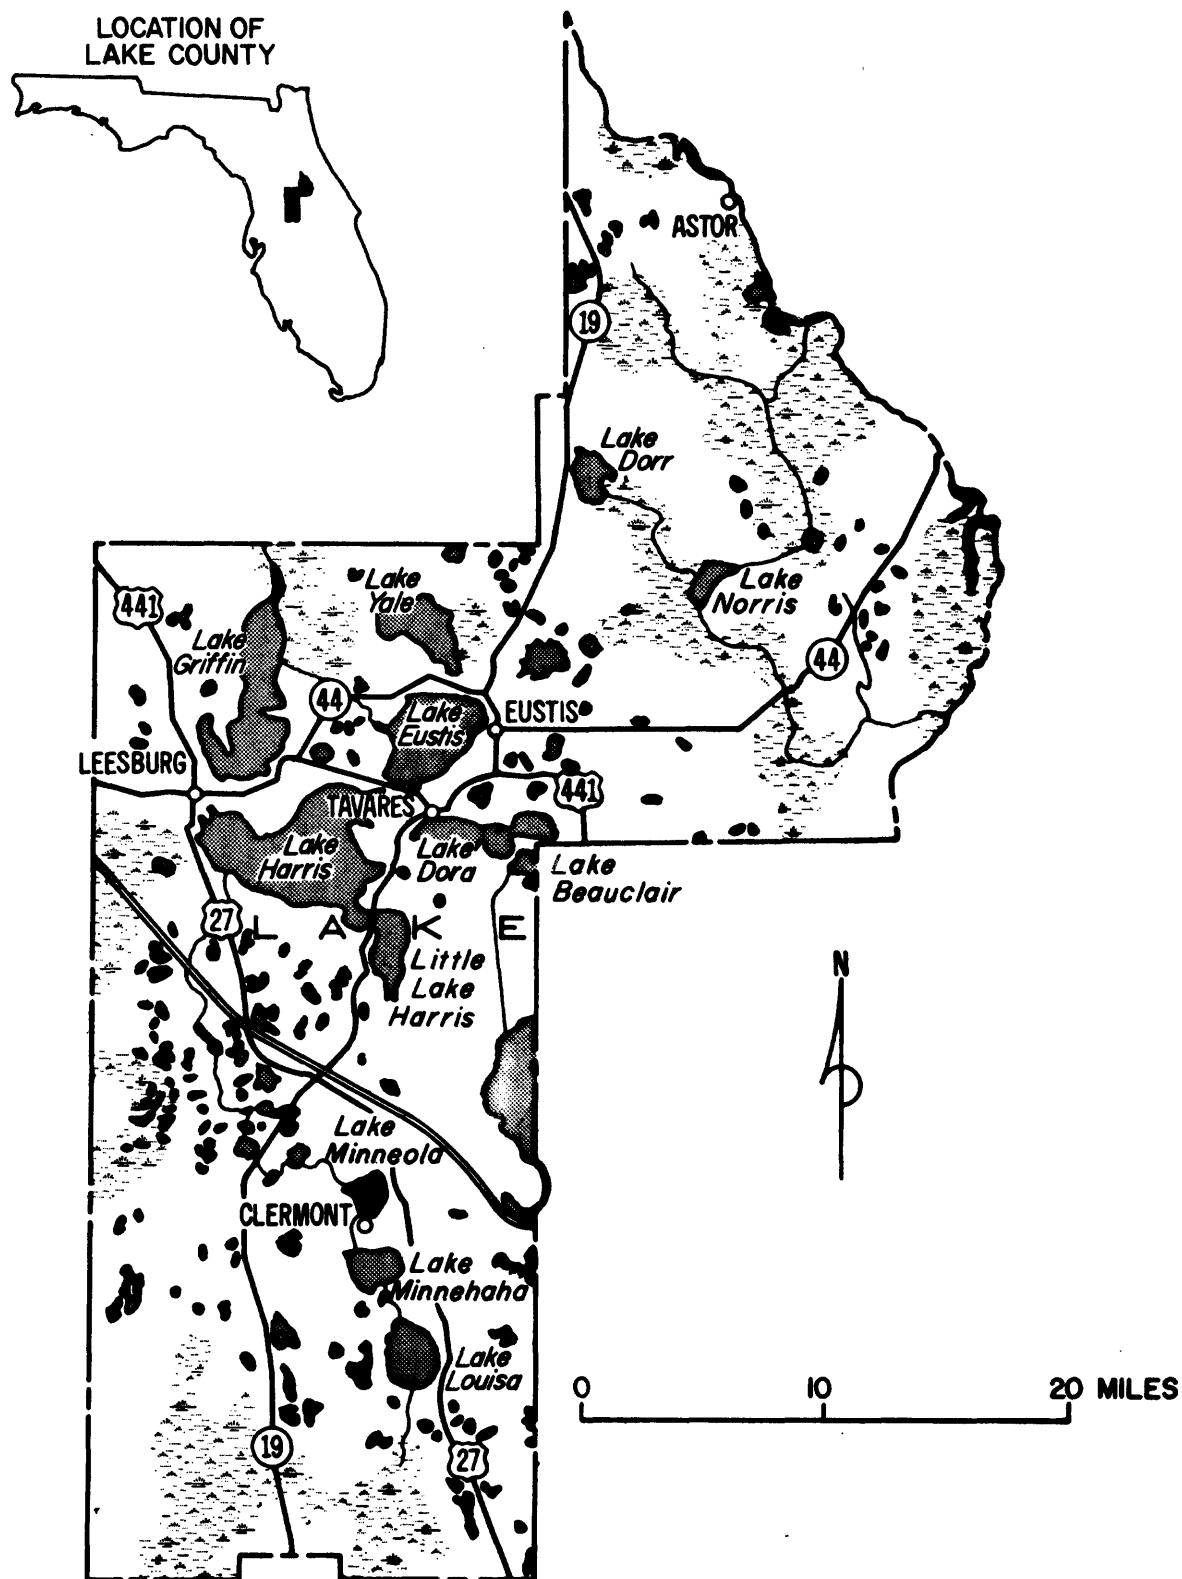 LOCATION OF
LAKE COUNTY
ASTOR
19
Lake
Dorr
Lake
Norris
441
Lake
Yale
Lake
Griffin
44
44
Lake
Eustis
EUSTIS
LEESBURG
TAVARES
441
Lake
Harris
Lake
Dora
Lake
Beauclair
27
L A K E
Little
Lake
Harris
N
Lake
Minneola
CLERMONT
Lake
Minnehaha
Lake
Louisa
0 10 20 MILES
19
27